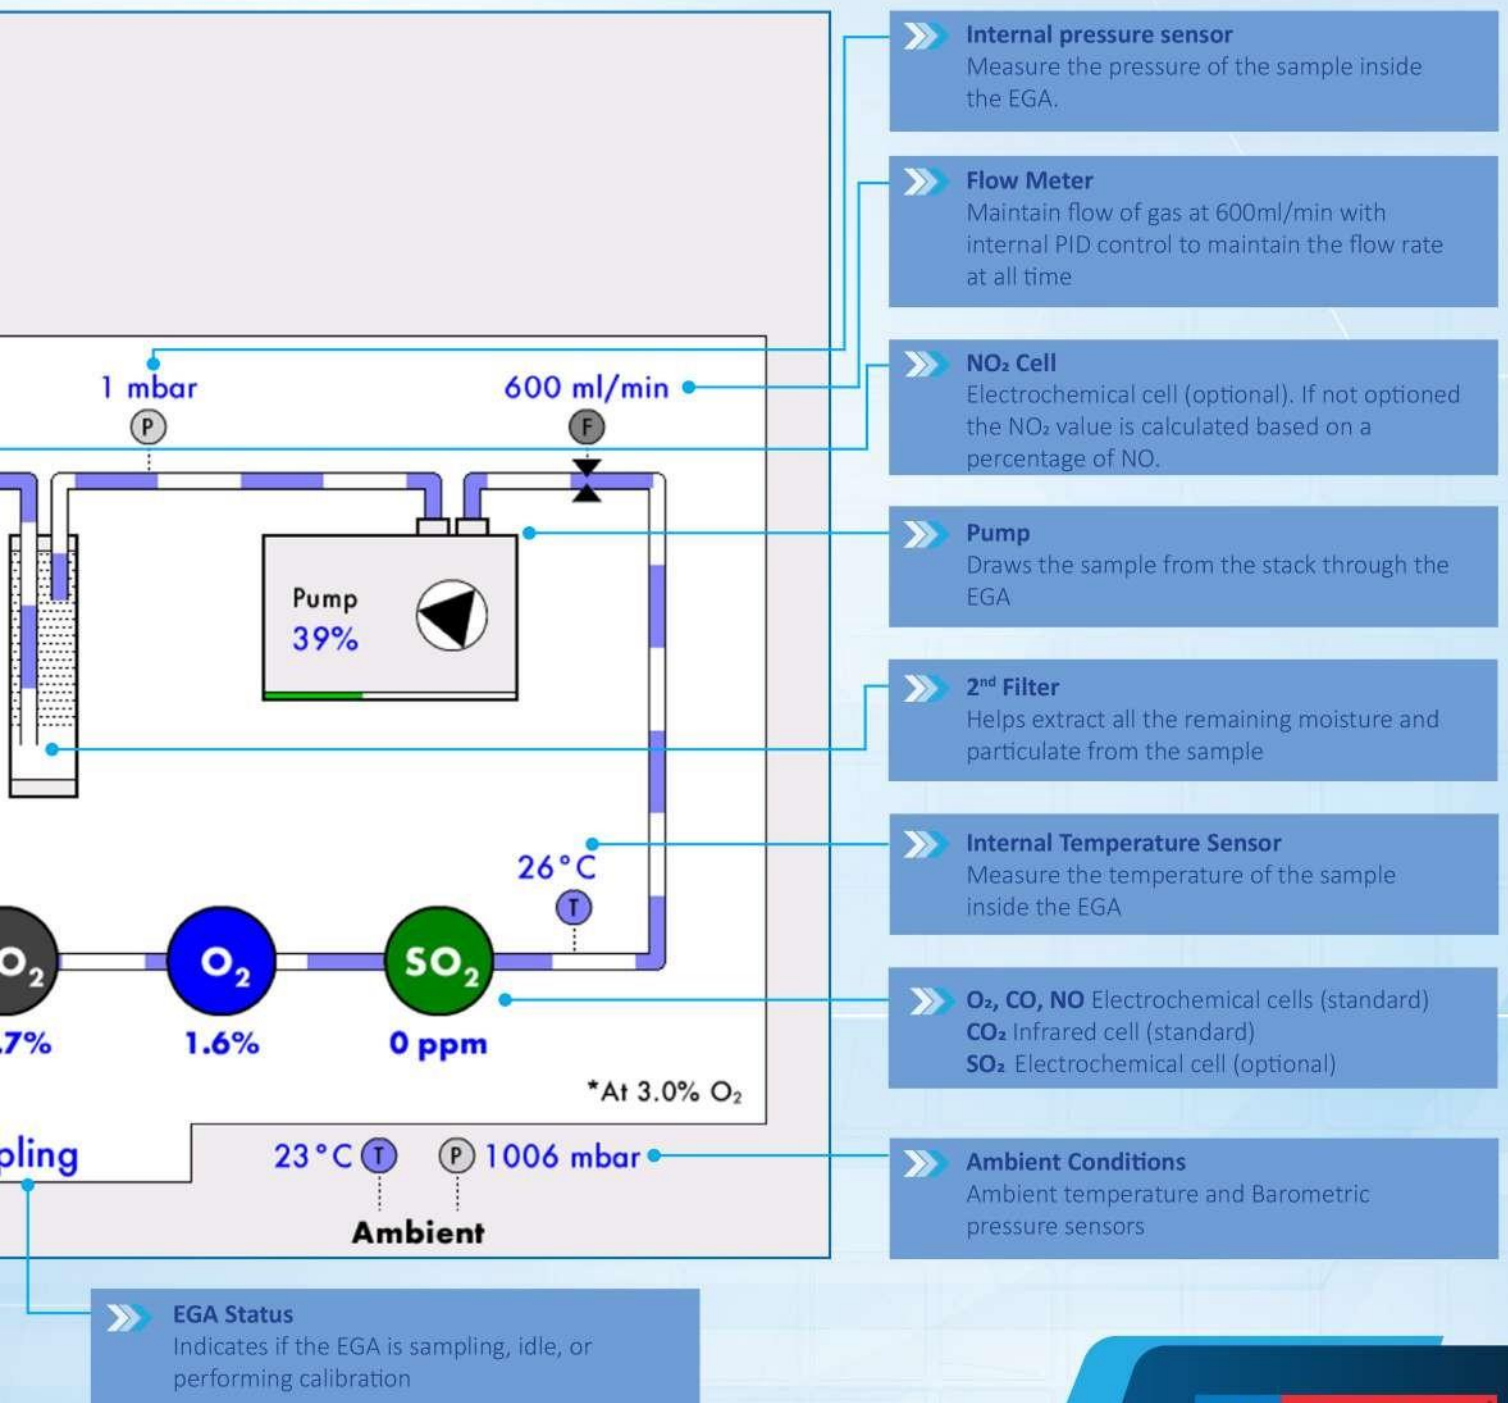 Internal pressure sensor
Measure the pressure of the sample inside
the EGA.
Flow Meter
Maintain flow of gas at 600ml/min with
internal PID control to maintain the flow rate
at all time
1 mbar
600 ml/min
P
F
NO₂ Cell
Electrochemical cell (optional). If not optioned
the NO₂ value is calculated based on a
percentage of NO.
Pump
39%
Pump
Draws the sample from the stack through the
EGA
2nd Filter
Helps extract all the remaining moisture and
particulate from the sample
26°C
T
Internal Temperature Sensor
Measure the temperature of the sample
inside the EGA
O₂
O₂
SO₂
.7%
1.6%
0 ppm
*At 3.0% O₂
O₂, CO, NO Electrochemical cells (standard)
CO₂ Infrared cell (standard)
SO₂ Electrochemical cell (optional)
pling
23°C T P 1006 mbar
Ambient
Ambient Conditions
Ambient temperature and Barometric
pressure sensors
EGA Status
Indicates if the EGA is sampling, idle, or
performing calibration